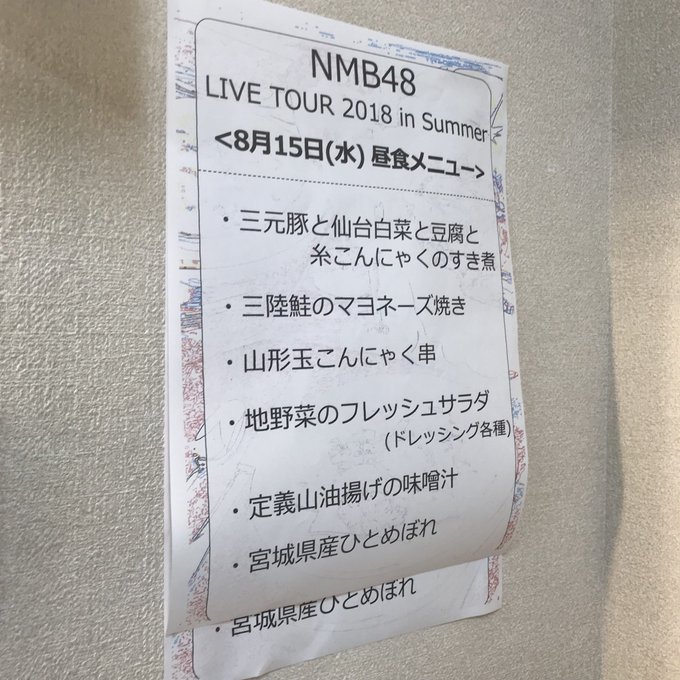 NMB48
LIVE TOUR 2018 in Summer
<8月15日(水) 昼食メニュー>
・三元豚と仙台白菜と豆腐と
糸こんにゃくのすき煮
・三陸鮭のマヨネーズ焼き
・山形玉こんにゃく串
・地野菜のフレッシュサラダ
(ドレッシング各種)
・定義山油揚げの味噌汁
・宮城県産ひとめぼれ
・宮城県産ひとめぼれ